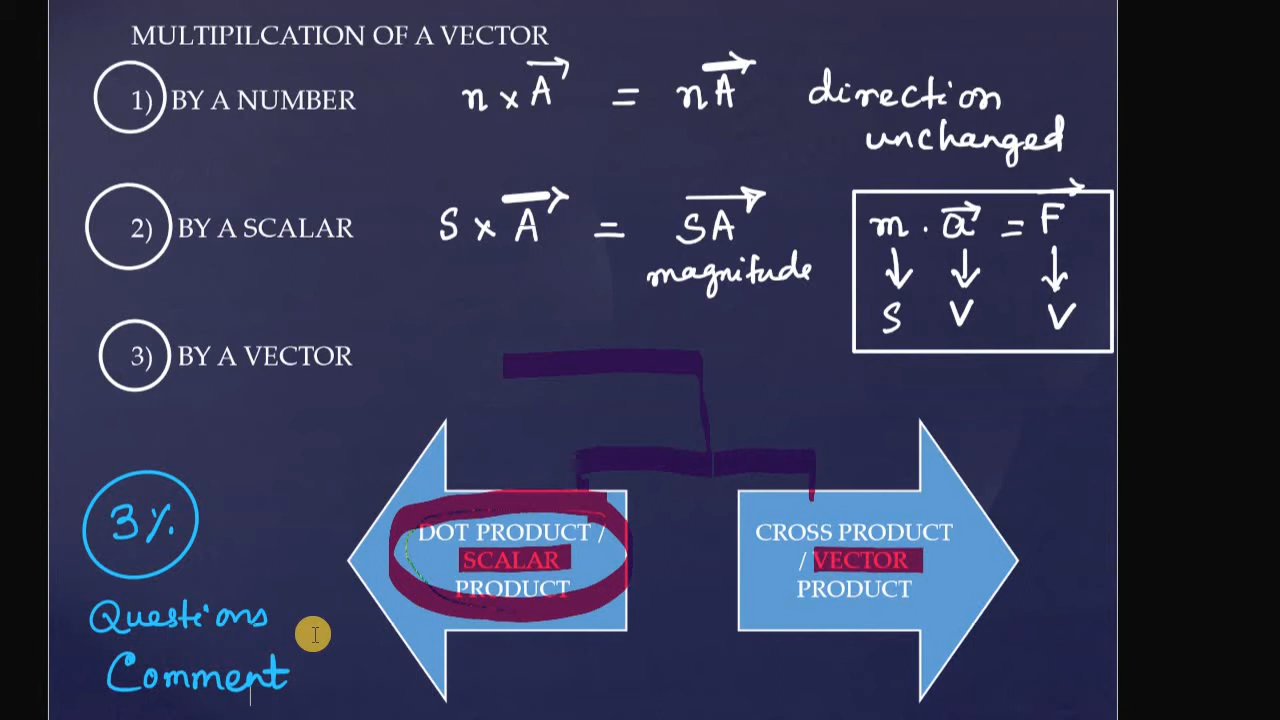 MULTIPILCATION OF A VECTOR
1) BY A NUMBER n × A = nA direction
unchanged
2) BY A SCALAR S × A = SA
magnitude
m . a = F
↓ ↓ ↓
S V V
3) BY A VECTOR
3%
Questions
Comment
DOT PRODUCT /
SCALAR
PRODUCT
CROSS PRODUCT
/ VECTOR
PRODUCT